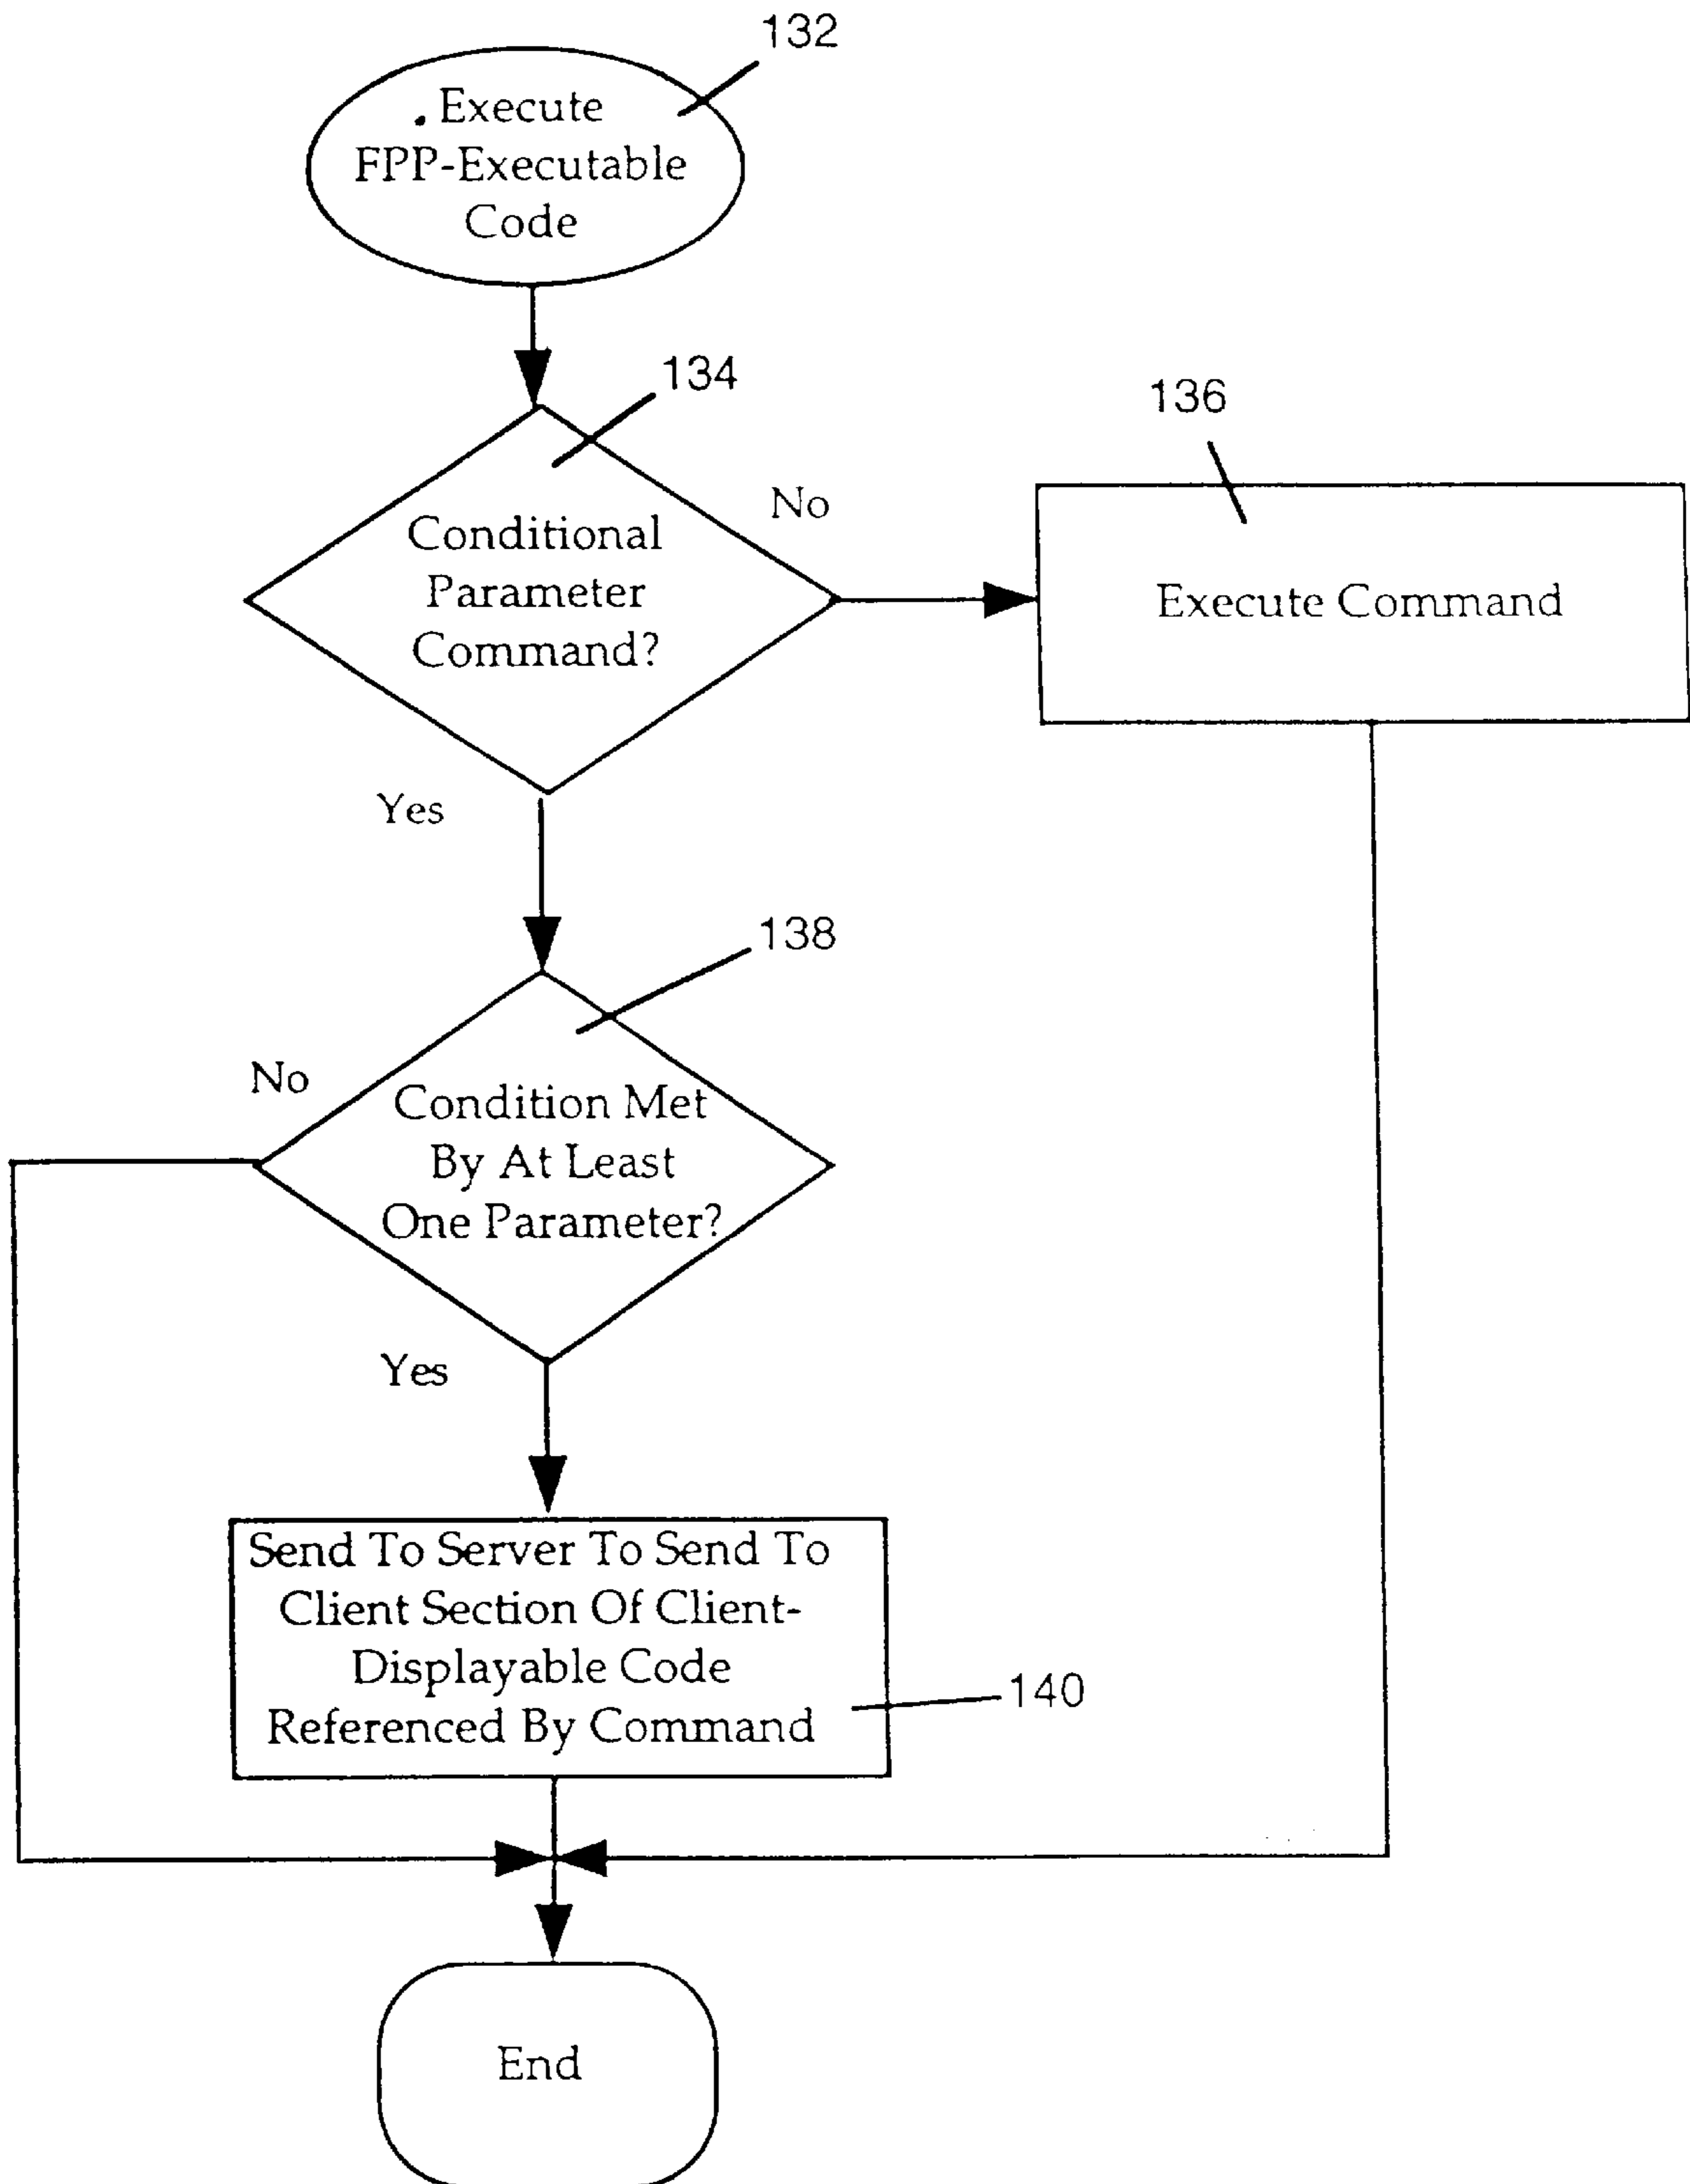 132
Execute
FPP-Executable
Code
134
136
Conditional
Parameter
Command?
No
Execute Command
Yes
138
No
Condition Met
By At Least
One Parameter?
Yes
Send To Server To Send To
Client Section Of Client-
Displayable Code
Referenced By Command
140
End